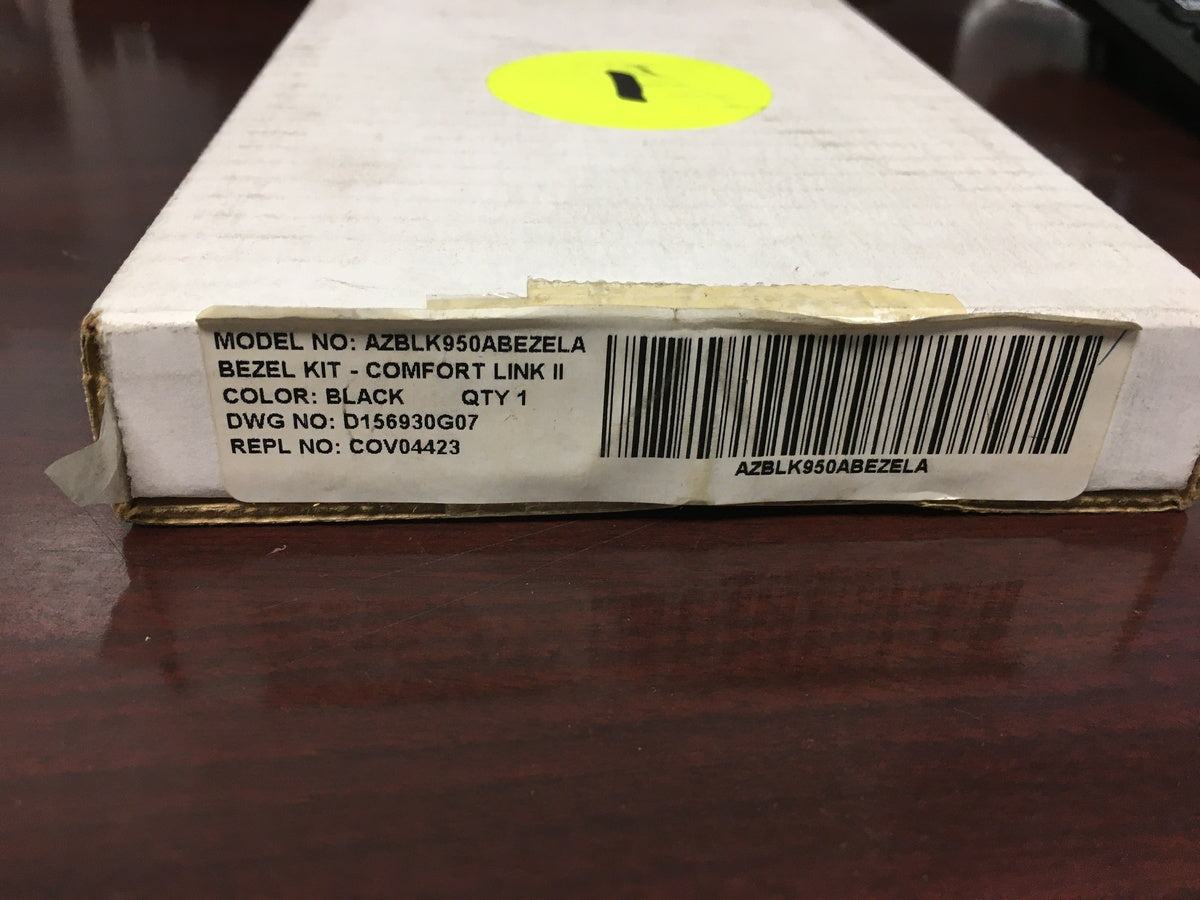 MODEL NO: AZBLK950ABEZELA
BEZEL KIT - COMFORT LINK II
COLOR: BLACK QTY 1
DWG NO: D156930G07
REPL NO: COV04423
AZBLK950ABEZELA